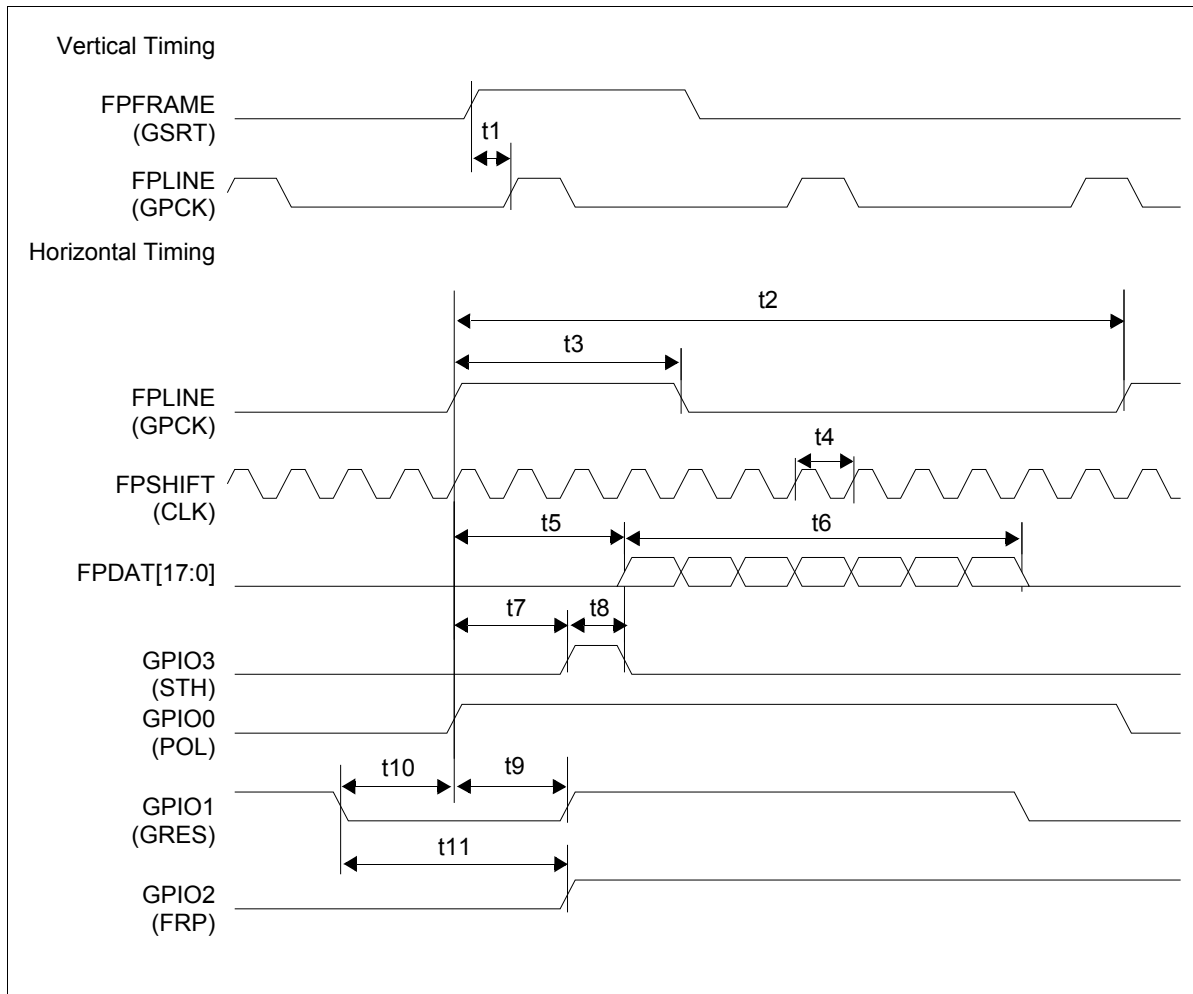 Vertical Timing
FPFRAME
(GSRT)
t1
FPLINE
(GPCK)
Horizontal Timing
t2
t3
FPLINE
(GPCK)
t4
FPSHIFT
(CLK)
t5
t6
FPDAT[17:0]
t7
t8
GPIO3
(STH)
GPIO0
(POL)
t10
t9
GPIO1
(GRES)
t11
GPIO2
(FRP)